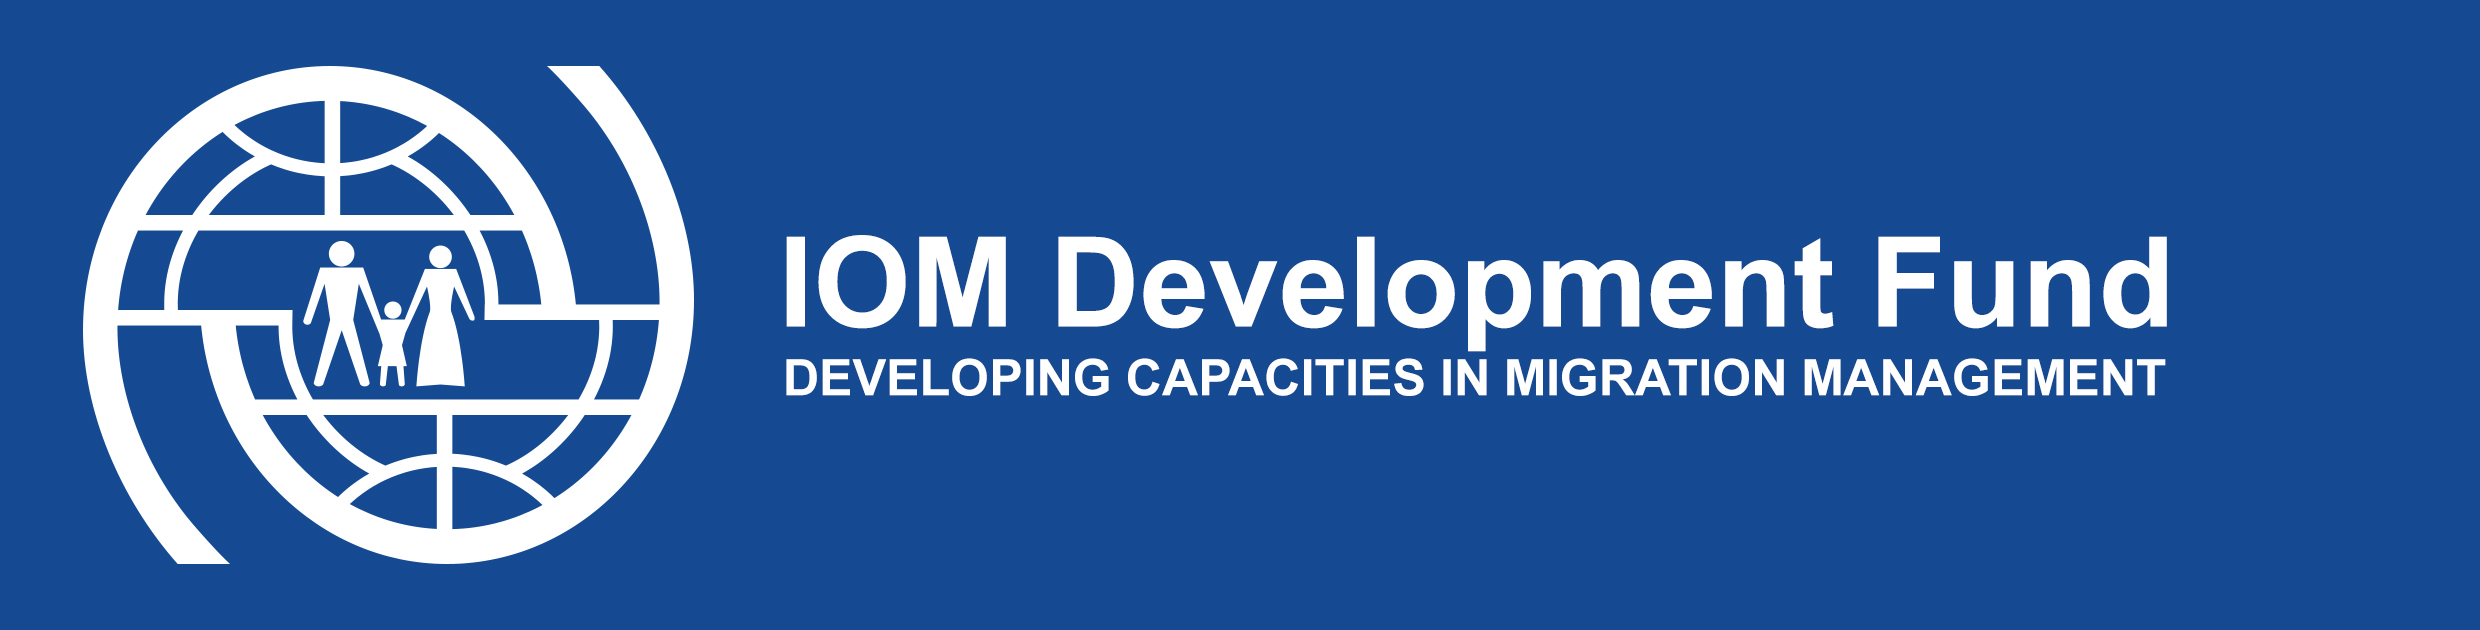 IOM Development Fund
DEVELOPING CAPACITIES IN MIGRATION MANAGEMENT